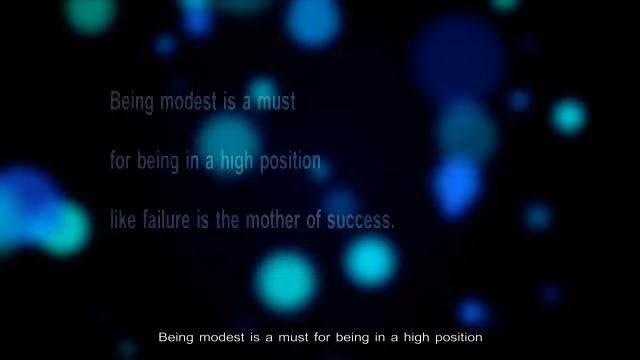 Being modest is a must
for being in a high position
like failure is the mother of success.
Being modest is a must for being in a high position